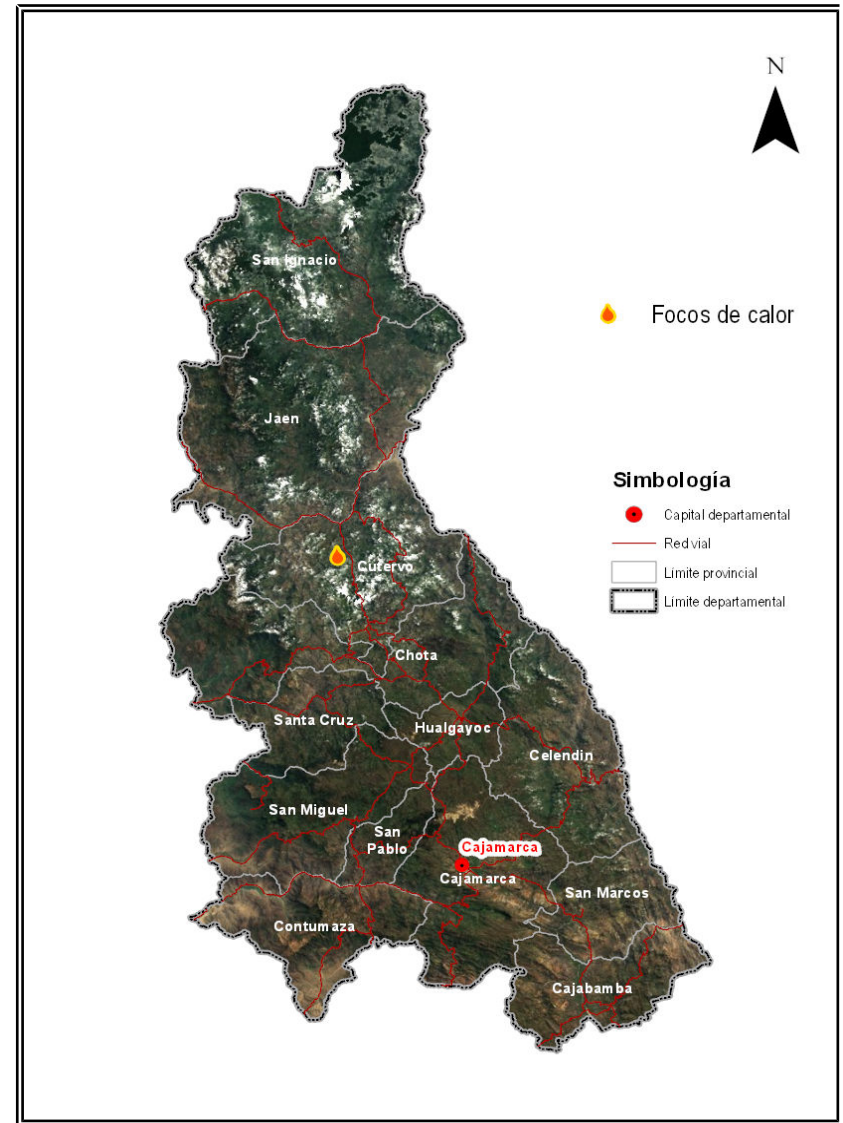 N
San Ignacio
Focos de calor
Jaen
Simbología
Capital departamental
Red vial
Límite provincial
Límite departamental
Cutervo
Chota
Santa Cruz
Hualgayoc
Celendin
San Miguel
San
Pablo
Cajamarca
Cajamarca
San Marcos
Contumaza
Cajabamba